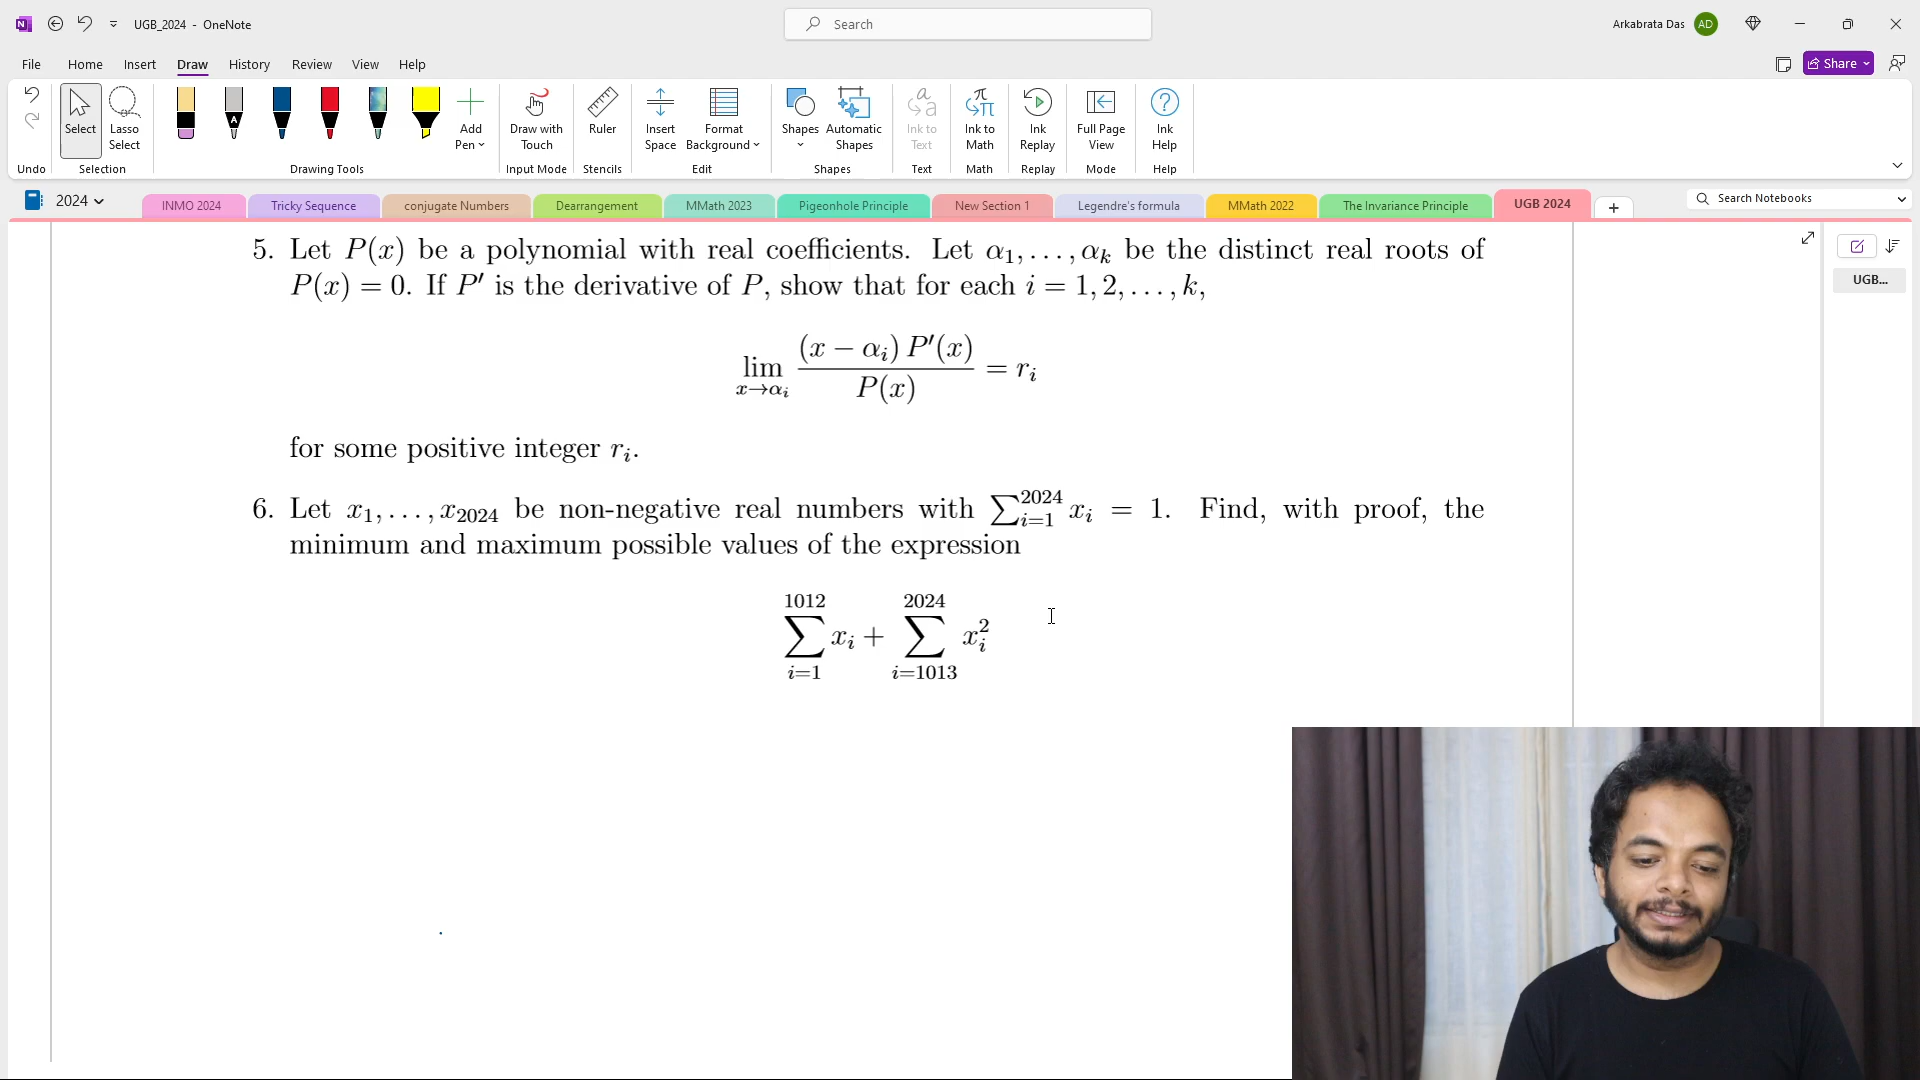 UGB_2024 - OneNote
Search
Arkabrata Das AD
File Home Insert Draw History Review View Help
Share
Select
Lasso Select
Add Pen
Draw with Touch
Ruler
Insert Space
Format Background
Shapes
Automatic Shapes
Ink to Text
Ink to Math
Ink Replay
Full Page View
Ink Help
Undo Selection Drawing Tools Input Mode Stencils Edit Shapes Text Math Replay Mode Help
2024 INMO 2024 Tricky Sequence conjugate Numbers Dearrangement MMath 2023 Pigeonhole Principle New Section 1 Legendre's formula MMath 2022 The Invariance Principle UGB 2024 + Search Notebooks
UGB...
5. Let P(x) be a polynomial with real coefficients. Let α₁, . . . , αₖ be the distinct real roots of
P(x) = 0. If P′ is the derivative of P, show that for each i = 1, 2, . . . , k,
lim_{x→αᵢ} (x − αᵢ) P′(x) / P(x) = rᵢ
for some positive integer rᵢ.
6. Let x₁, . . . , x₂₀₂₄ be non-negative real numbers with ∑_{i=1}^{2024} xᵢ = 1. Find, with proof, the
minimum and maximum possible values of the expression
∑_{i=1}^{1012} xᵢ + ∑_{i=1013}^{2024} xᵢ²